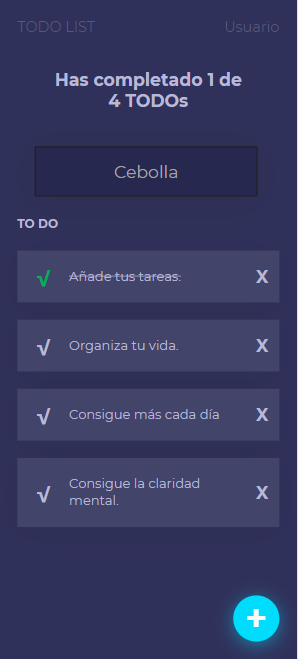 TODO LIST Usuario
Has completado 1 de
4 TODOs
Cebolla
TO DO
√ Añade tus tareas. X
√ Organiza tu vida. X
√ Consigue más cada día X
√ Consigue la claridad X
mental.
+